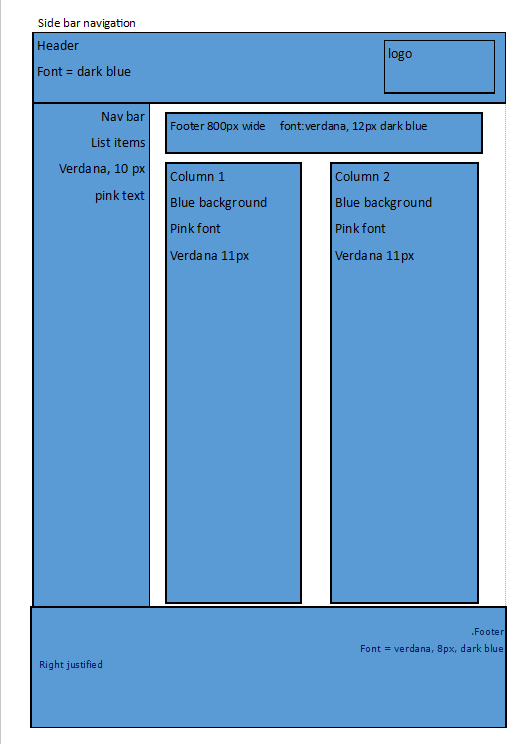 Side bar navigation
Header
logo
Font = dark blue
Nav bar
List items
Verdana, 10 px
pink text
Footer 800px wide font:verdana, 12px dark blue
Column 1
Blue background
Pink font
Verdana 11px
Column 2
Blue background
Pink font
Verdana 11px
.Footer
Font = verdana, 8px, dark blue
Right justified